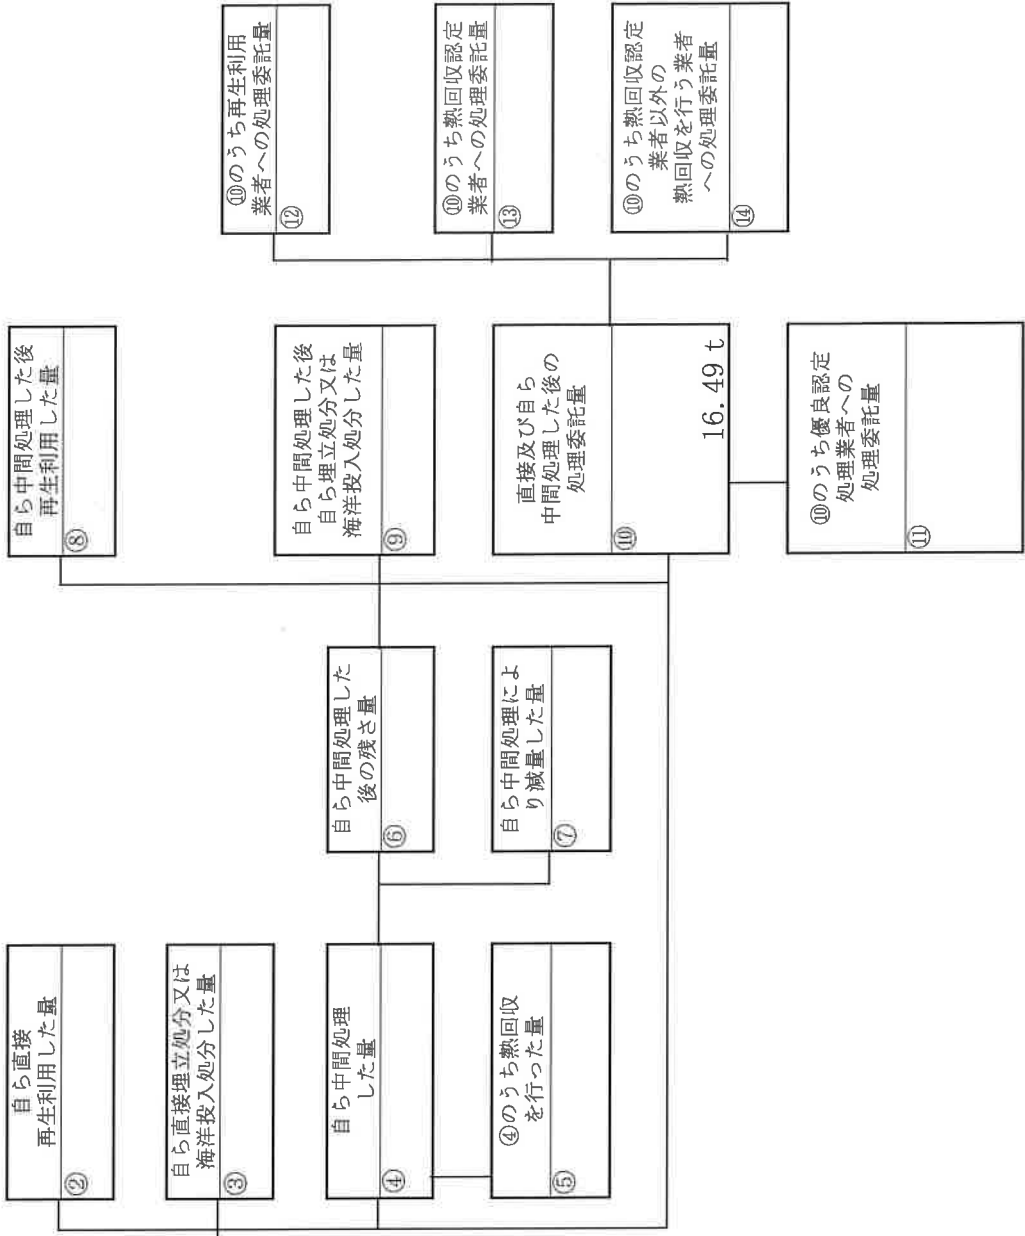 自ら直接
再生利用した量
②
自ら直接埋立処分又は
海洋投入処分した量
③
自ら中間処理
した量
④
④のうち熱回収
を行った量
⑤
自ら中間処理した
後の残さ量
⑥
自ら中間処理によ
り減量した量
⑦
自ら中間処理した後
再生利用した量
⑧
自ら中間処理した後
自ら埋立処分又は
海洋投入処分した量
⑨
直接及び自ら
中間処理した後の
処理委託量
⑩
16.49 t
⑩のうち優良認定
処理業者への
処理委託量
⑪
⑩のうち再生利用
業者への処理委託量
⑫
⑩のうち熱回収認定
業者への処理委託量
⑬
⑩のうち熱回収認定
業者以外の
熱回収を行う業者
への処理委託量
⑭